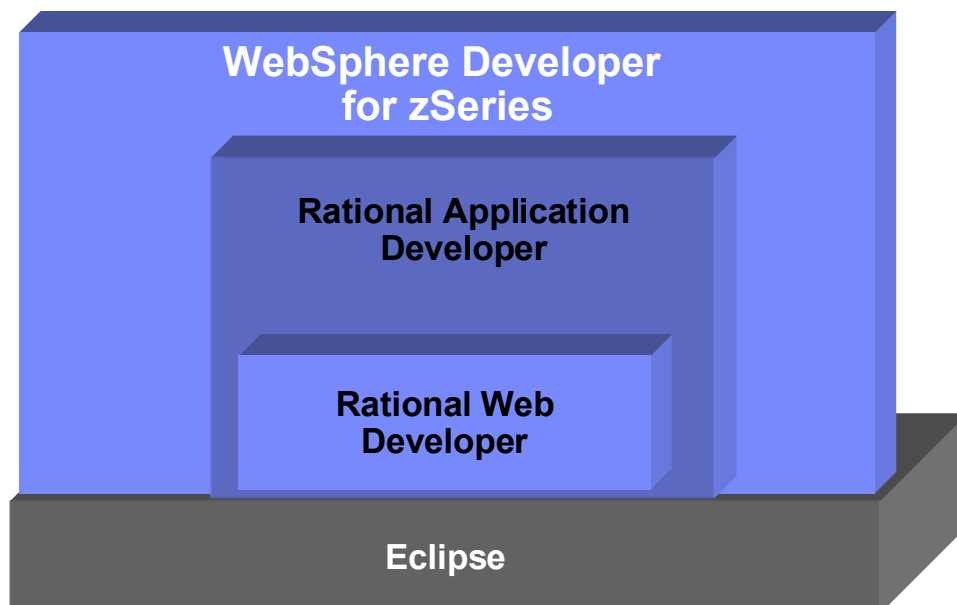 WebSphere Developer
for zSeries
Rational Application
Developer
Rational Web
Developer
Eclipse